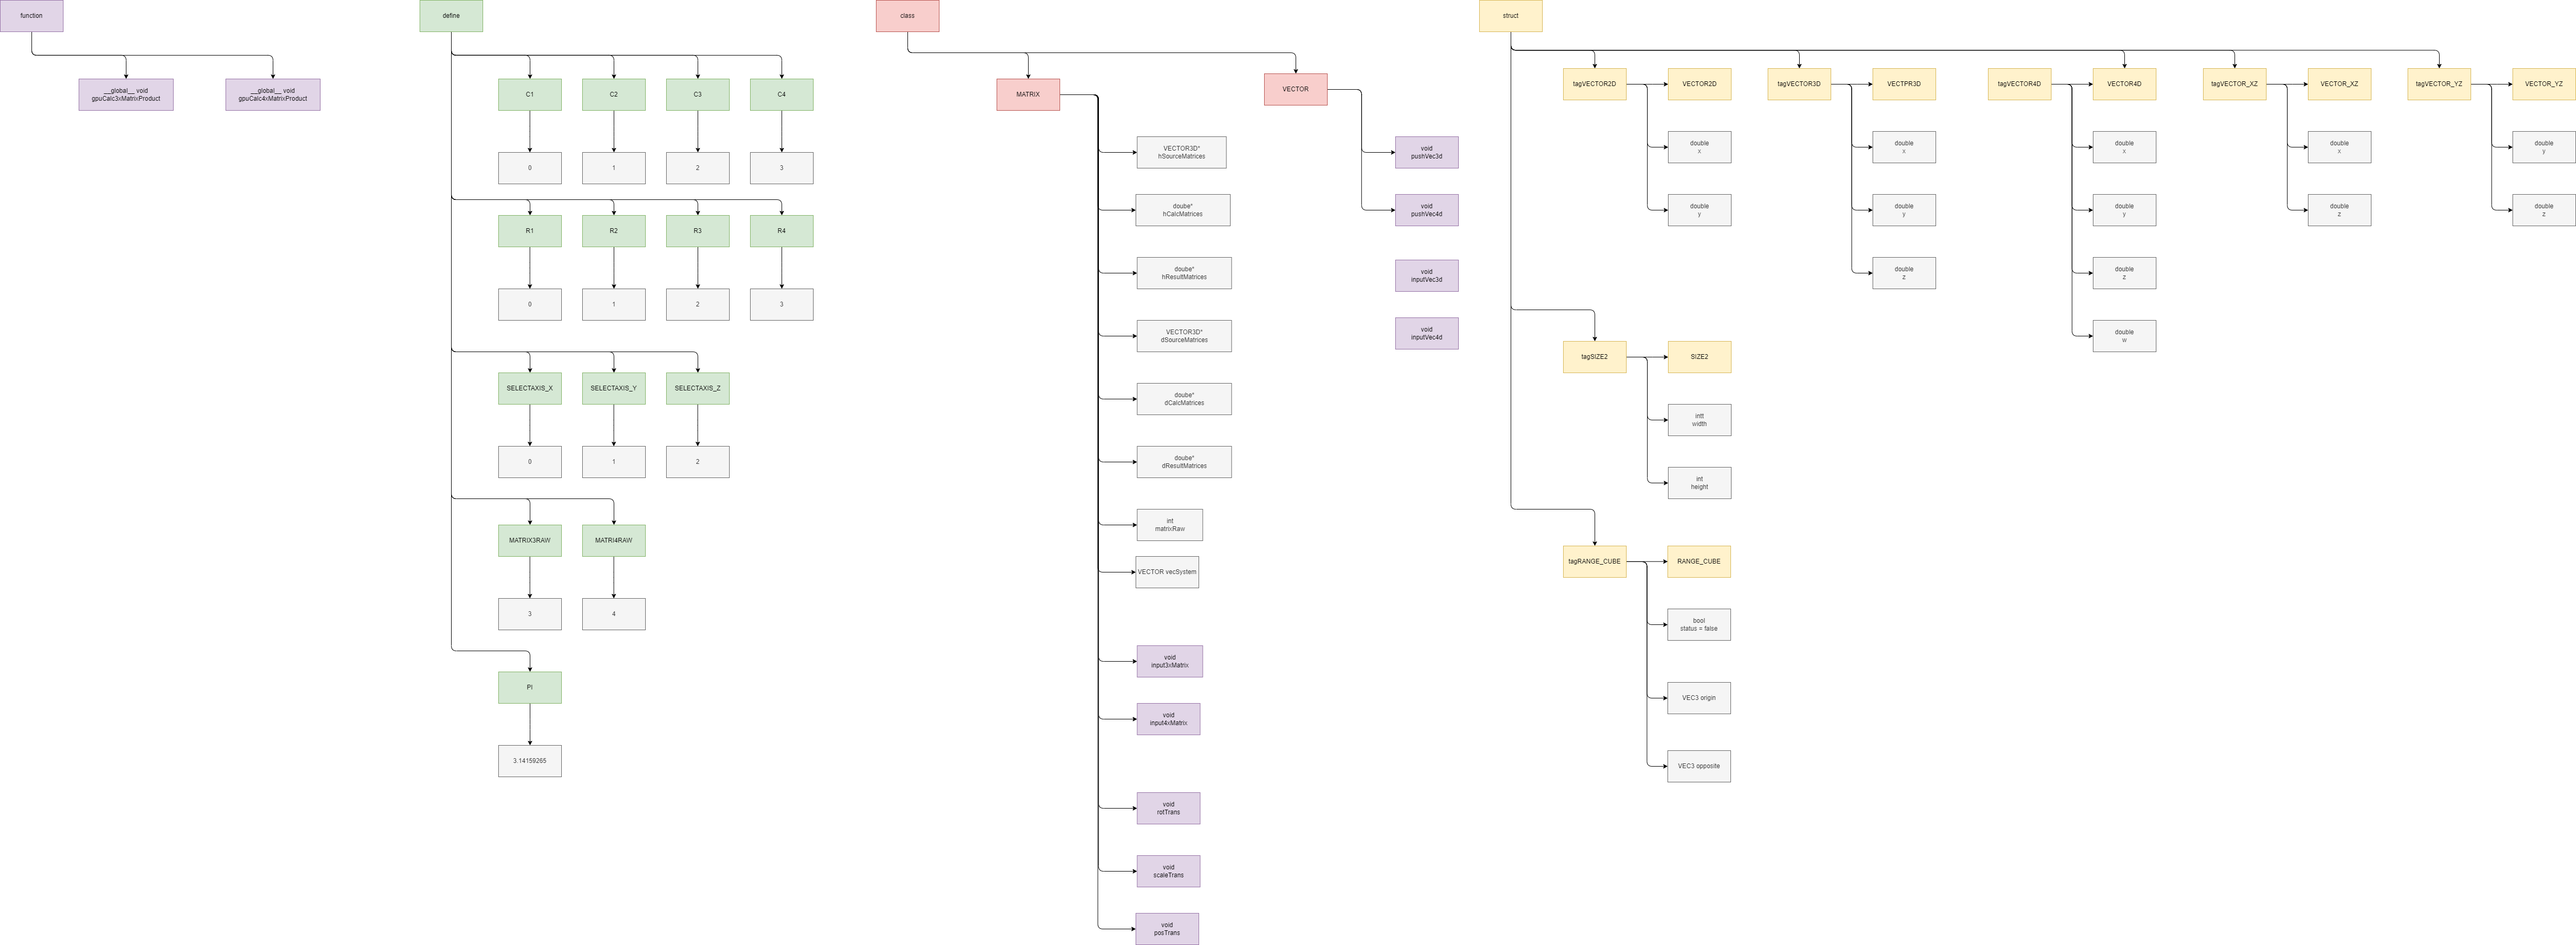 function
__global__ void
gpuCalc3xMatrixProduct
__global__ void
gpuCalc4xMatrixProduct
define
C1
C2
C3
C4
0
1
2
3
R1
R2
R3
R4
0
1
2
3
SELECTAXIS_X
SELECTAXIS_Y
SELECTAXIS_Z
0
1
2
MATRIX3RAW
MATRI4RAW
3
4
PI
3.14159265
class
MATRIX
VECTOR3D*
hSourceMatrices
doube*
hCalcMatrices
doube*
hResultMatrices
VECTOR3D*
dSourceMatrices
doube*
dCalcMatrices
doube*
dResultMatrices
int
matrixRaw
VECTOR vecSystem
void
input3xMatrix
void
input4xMatrix
void
rotTrans
void
scaleTrans
void
posTrans
VECTOR
void
pushVec3d
void
pushVec4d
void
inputVec3d
void
inputVec4d
struct
tagVECTOR2D
VECTOR2D
double
x
double
y
tagVECTOR3D
VECTPR3D
double
x
double
y
double
z
tagVECTOR4D
VECTOR4D
double
x
double
y
double
z
double
w
tagVECTOR_XZ
VECTOR_XZ
double
x
double
z
tagVECTOR_YZ
VECTOR_YZ
double
y
double
z
tagSIZE2
SIZE2
intt
width
int
height
tagRANGE_CUBE
RANGE_CUBE
bool
status = false
VEC3 origin
VEC3 opposite